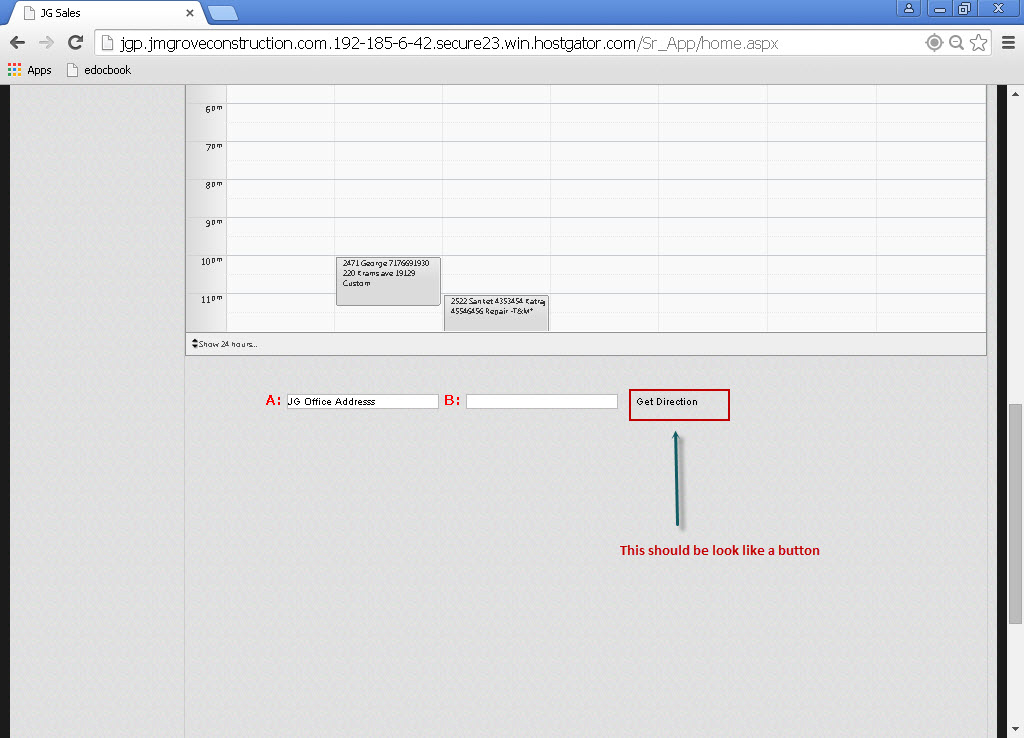 JG Sales
jgp.jmgroveconstruction.com.192-185-6-42.secure23.win.hostgator.com/Sr_App/home.aspx
Apps
edocbook
6pm
7pm
8pm
9pm
10pm
2471 George 7176691930
220 Krams ave 19129
Custom
11pm
2522 Sanket 4353454 Katraj
45546456 Repair -T&M*
Show 24 hours...
A: JG Office Addresss B: Get Direction
This should be look like a button